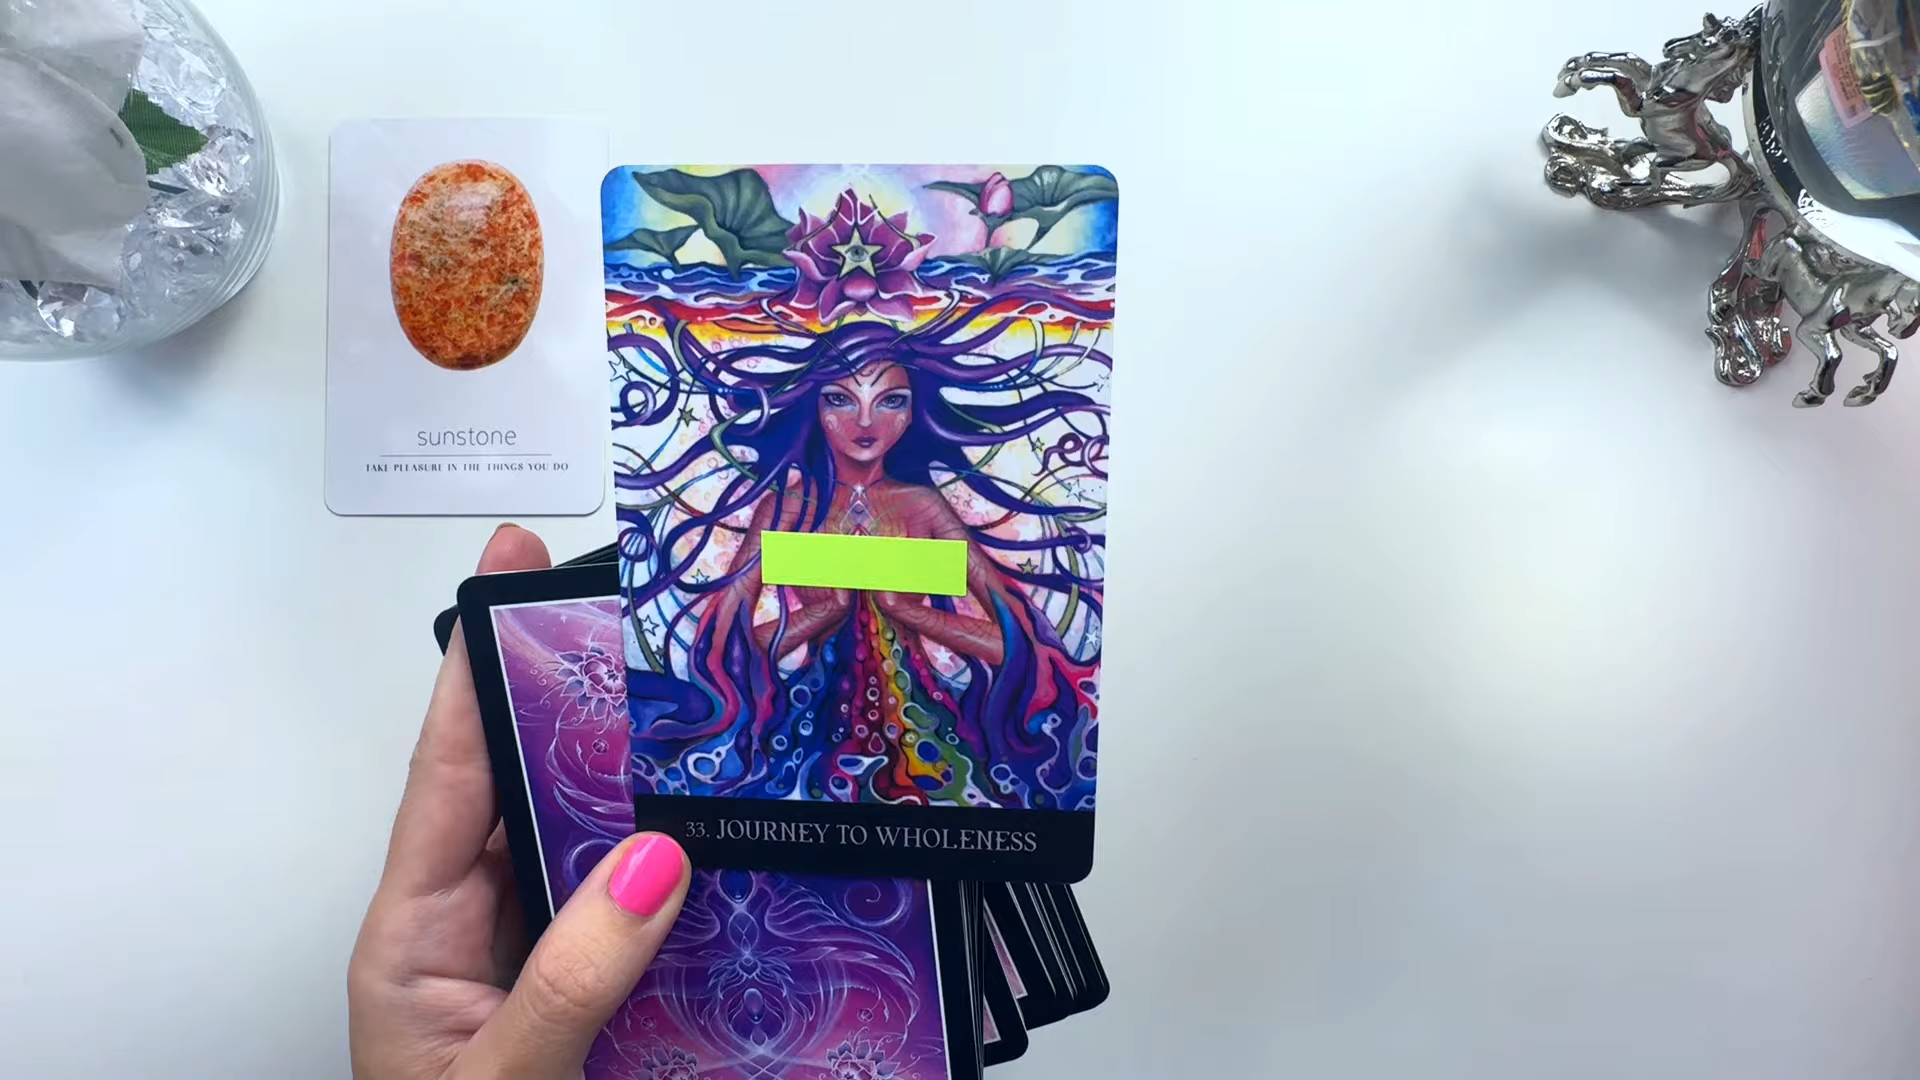 sunstone
TAKE PLEASURE IN THE THINGS YOU DO
33. JOURNEY TO WHOLENESS